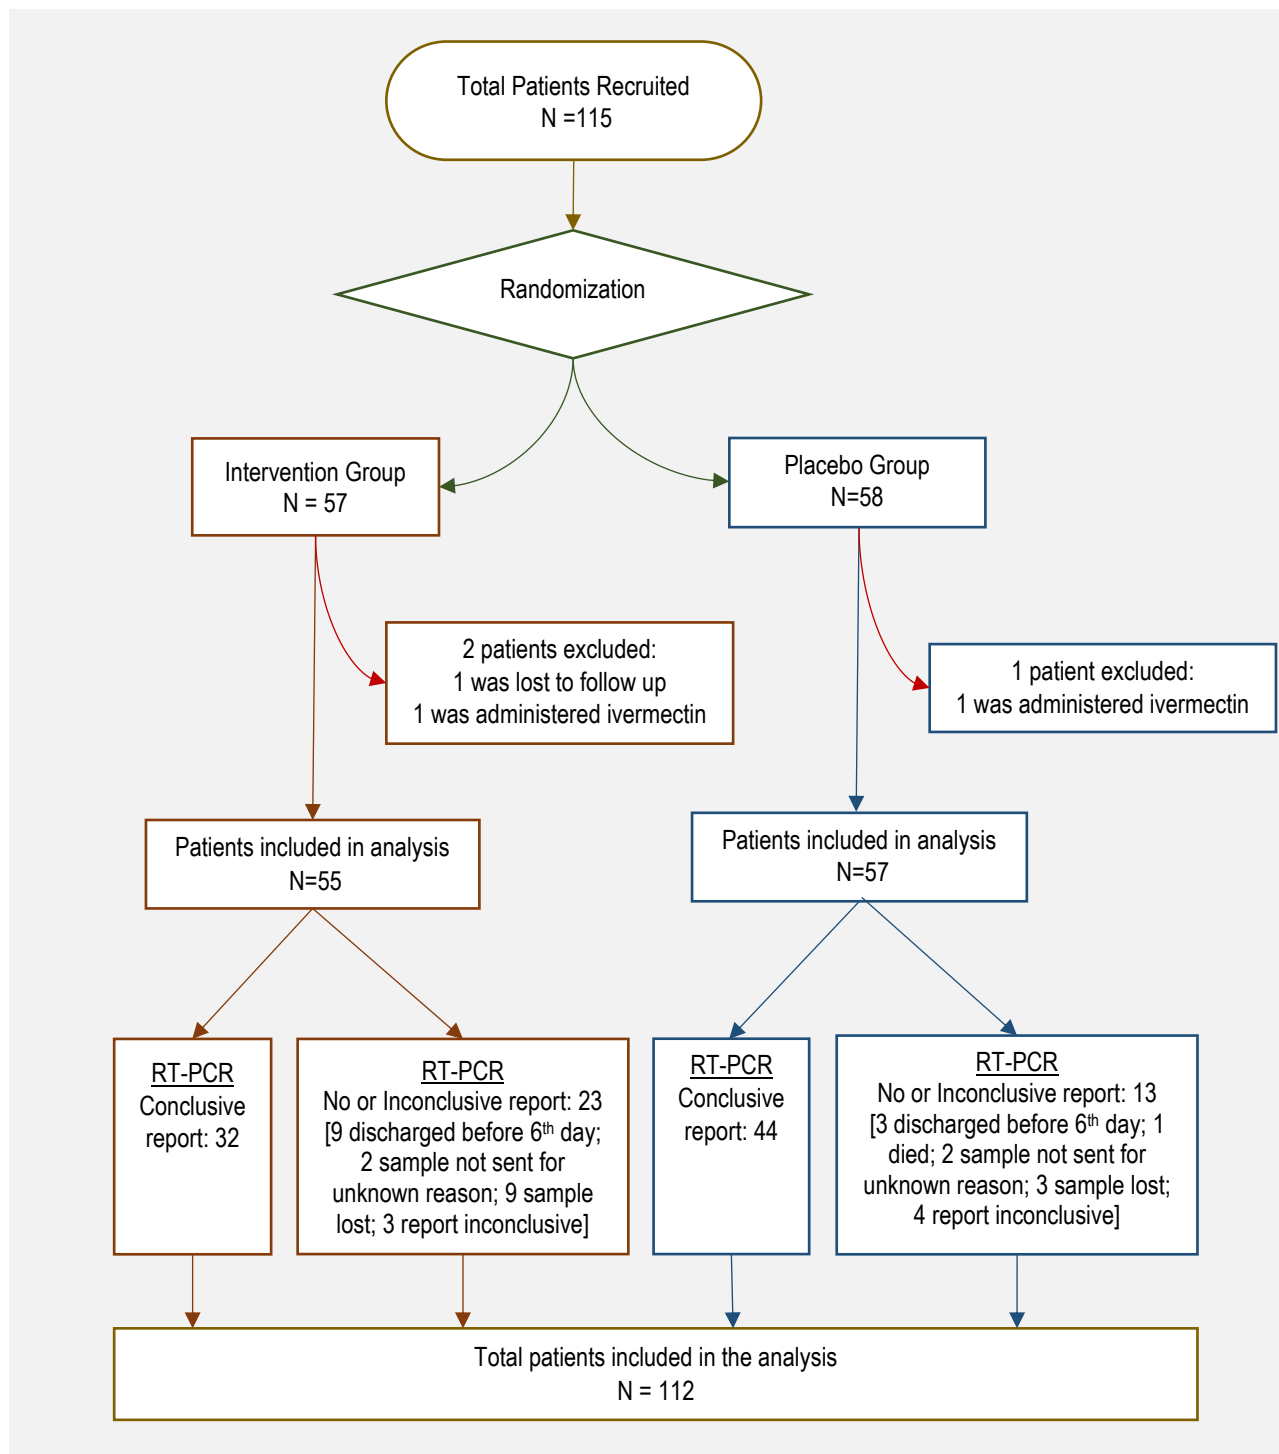 Total Patients Recruited
N =115
Randomization
Intervention Group
N = 57
Placebo Group
N=58
2 patients excluded:
1 was lost to follow up
1 was administered ivermectin
1 patient excluded:
1 was administered ivermectin
Patients included in analysis
N=55
Patients included in analysis
N=57
RT-PCR
Conclusive
report: 32
RT-PCR
No or Inconclusive report: 23
[9 discharged before 6th day;
2 sample not sent for
unknown reason; 9 sample
lost; 3 report inconclusive]
RT-PCR
Conclusive
report: 44
RT-PCR
No or Inconclusive report: 13
[3 discharged before 6th day; 1
died; 2 sample not sent for
unknown reason; 3 sample lost;
4 report inconclusive]
Total patients included in the analysis
N = 112